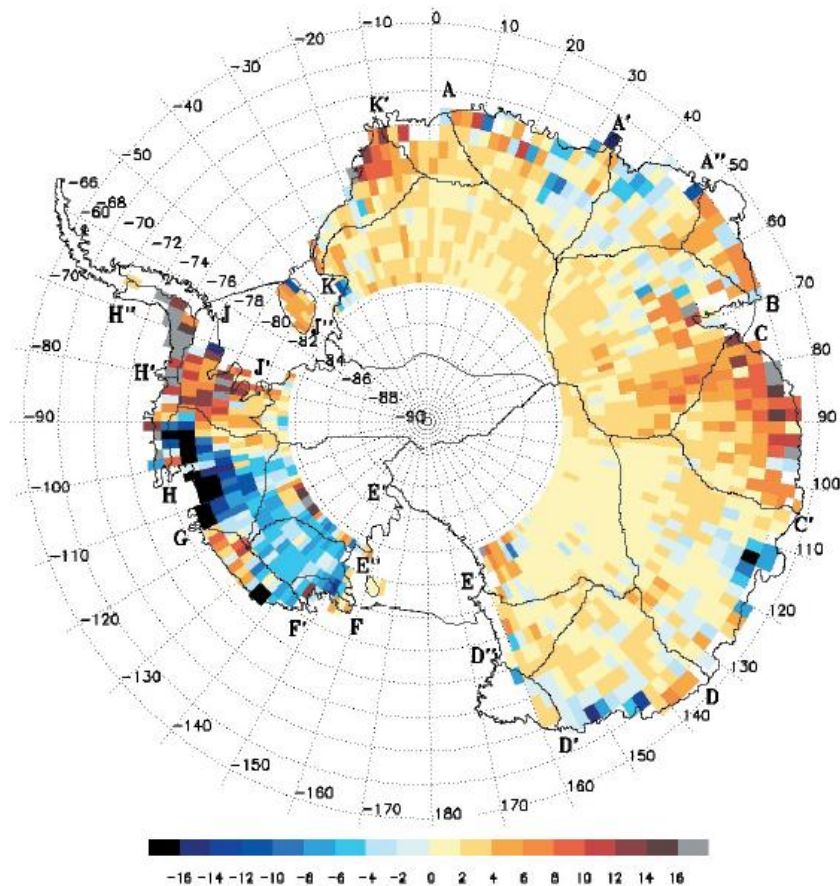 -10 0 10
-20 20
-30 A 30
K' A' 40
-40 A'' 50
-50
-66 60
-60 -68
-70 -72 70
-70 -74
-76 K B
H'' J -78 C
-80 J'' 80
-80 -82
H' J' -84
-86 90
-88
-90 -90
100
-100 H E'
C'
G 110
-110 E'' E
120
-120 F' F D''
130
-130 D
D' 140
-140 150
-150 160
-160 -170 180 170
-16 -14 -12 -10 -8 -6 -4 -2 0 2 4 6 8 10 12 14 16